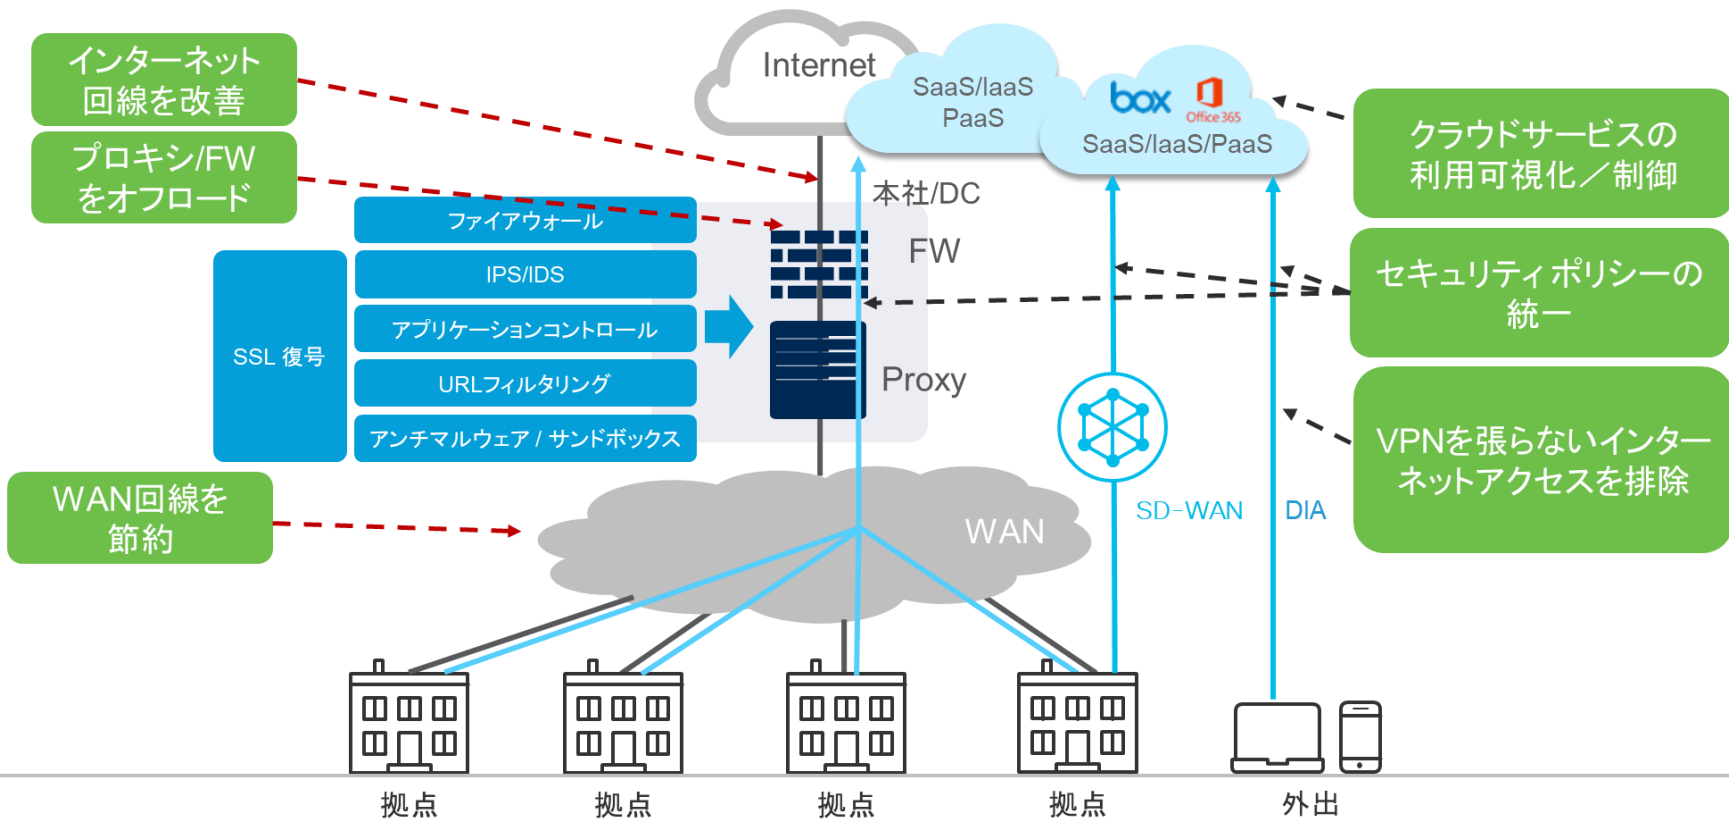 インターネット
回線を改善
プロキシ/FW
をオフロード
Internet
SaaS/IaaS
PaaS
box
Office 365
SaaS/IaaS/PaaS
クラウドサービスの
利用可視化／制御
本社/DC
ファイアウォール
FW
IPS/IDS
アプリケーションコントロール
SSL 復号
URLフィルタリング
アンチマルウェア / サンドボックス
Proxy
セキュリティポリシーの
統一
VPNを張らないインター
ネットアクセスを排除
WAN回線を
節約
WAN
SD-WAN
DIA
拠点
拠点
拠点
拠点
外出